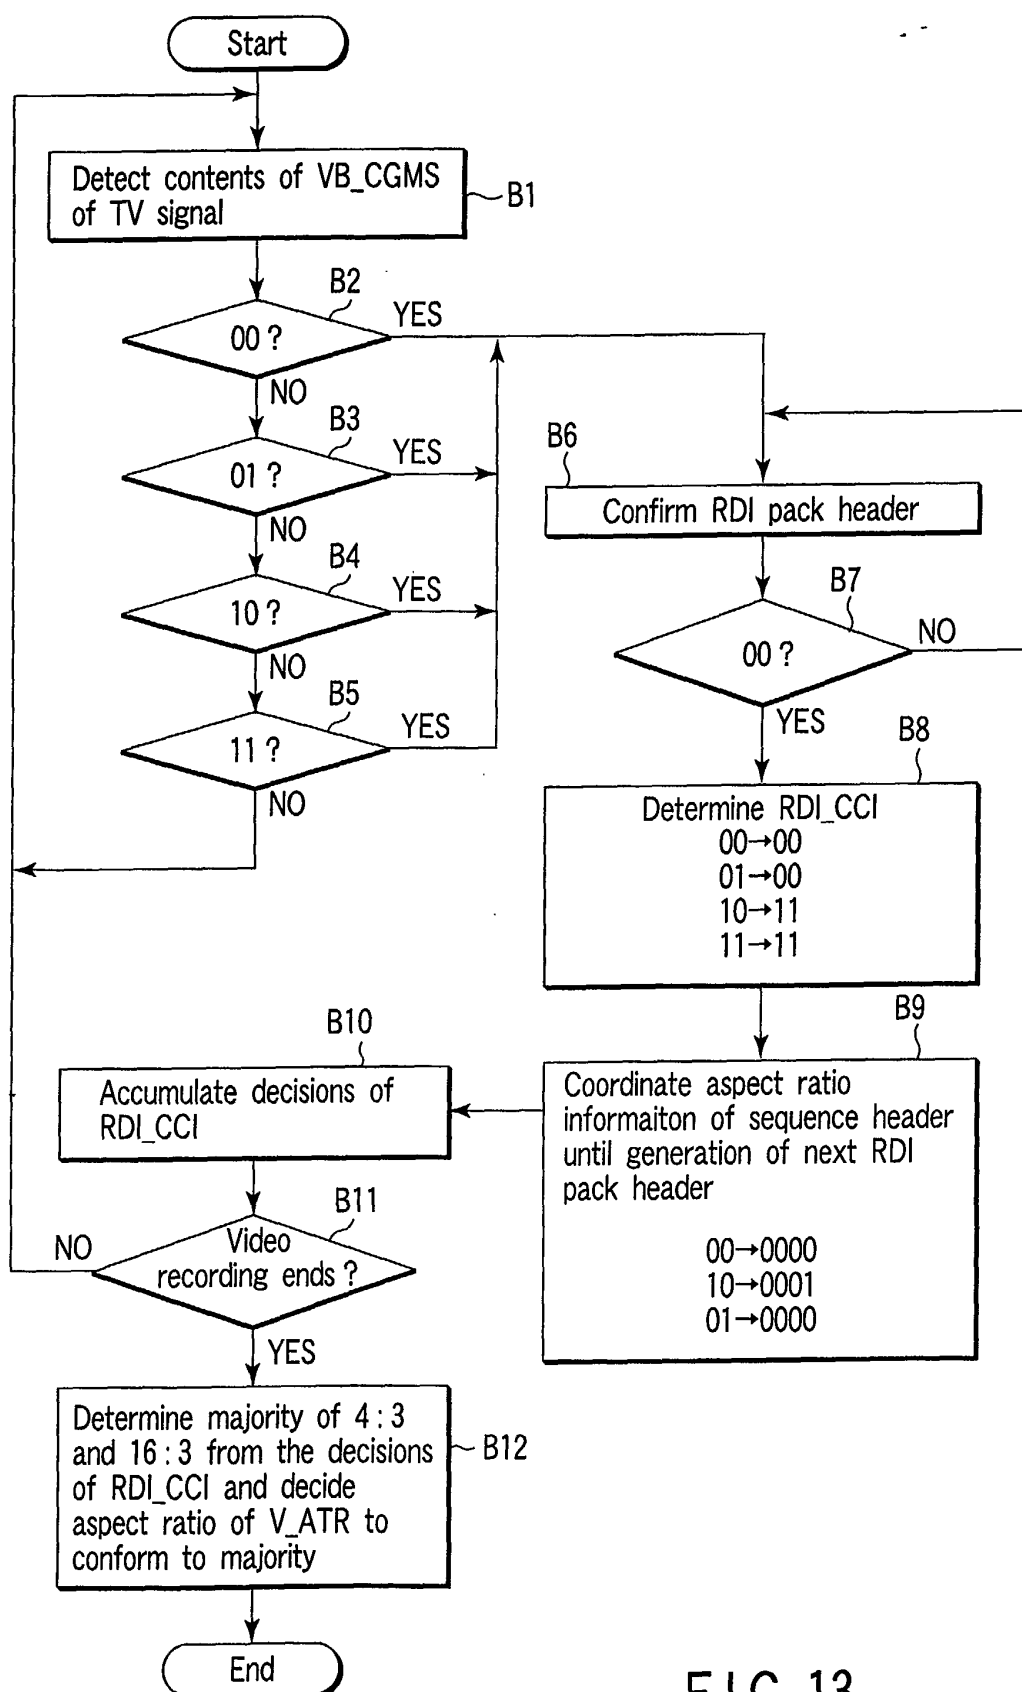 Start
Detect contents of VB_CGMS
of TV signal
B1
B2
00 ?
YES
NO
B3
01 ?
YES
NO
B4
10 ?
YES
NO
B5
11 ?
YES
NO
B6
Confirm RDI pack header
B7
00 ?
NO
YES
B8
Determine RDI_CCI
00→00
01→00
10→11
11→11
B9
Coordinate aspect ratio
informaiton of sequence header
until generation of next RDI
pack header
00→0000
10→0001
01→0000
B10
Accumulate decisions of
RDI_CCI
B11
Video
recording ends ?
NO
YES
Determine majority of 4 : 3
and 16 : 3 from the decisions
of RDI_CCI and decide
aspect ratio of V_ATR to
conform to majority
B12
End
FIG. 13